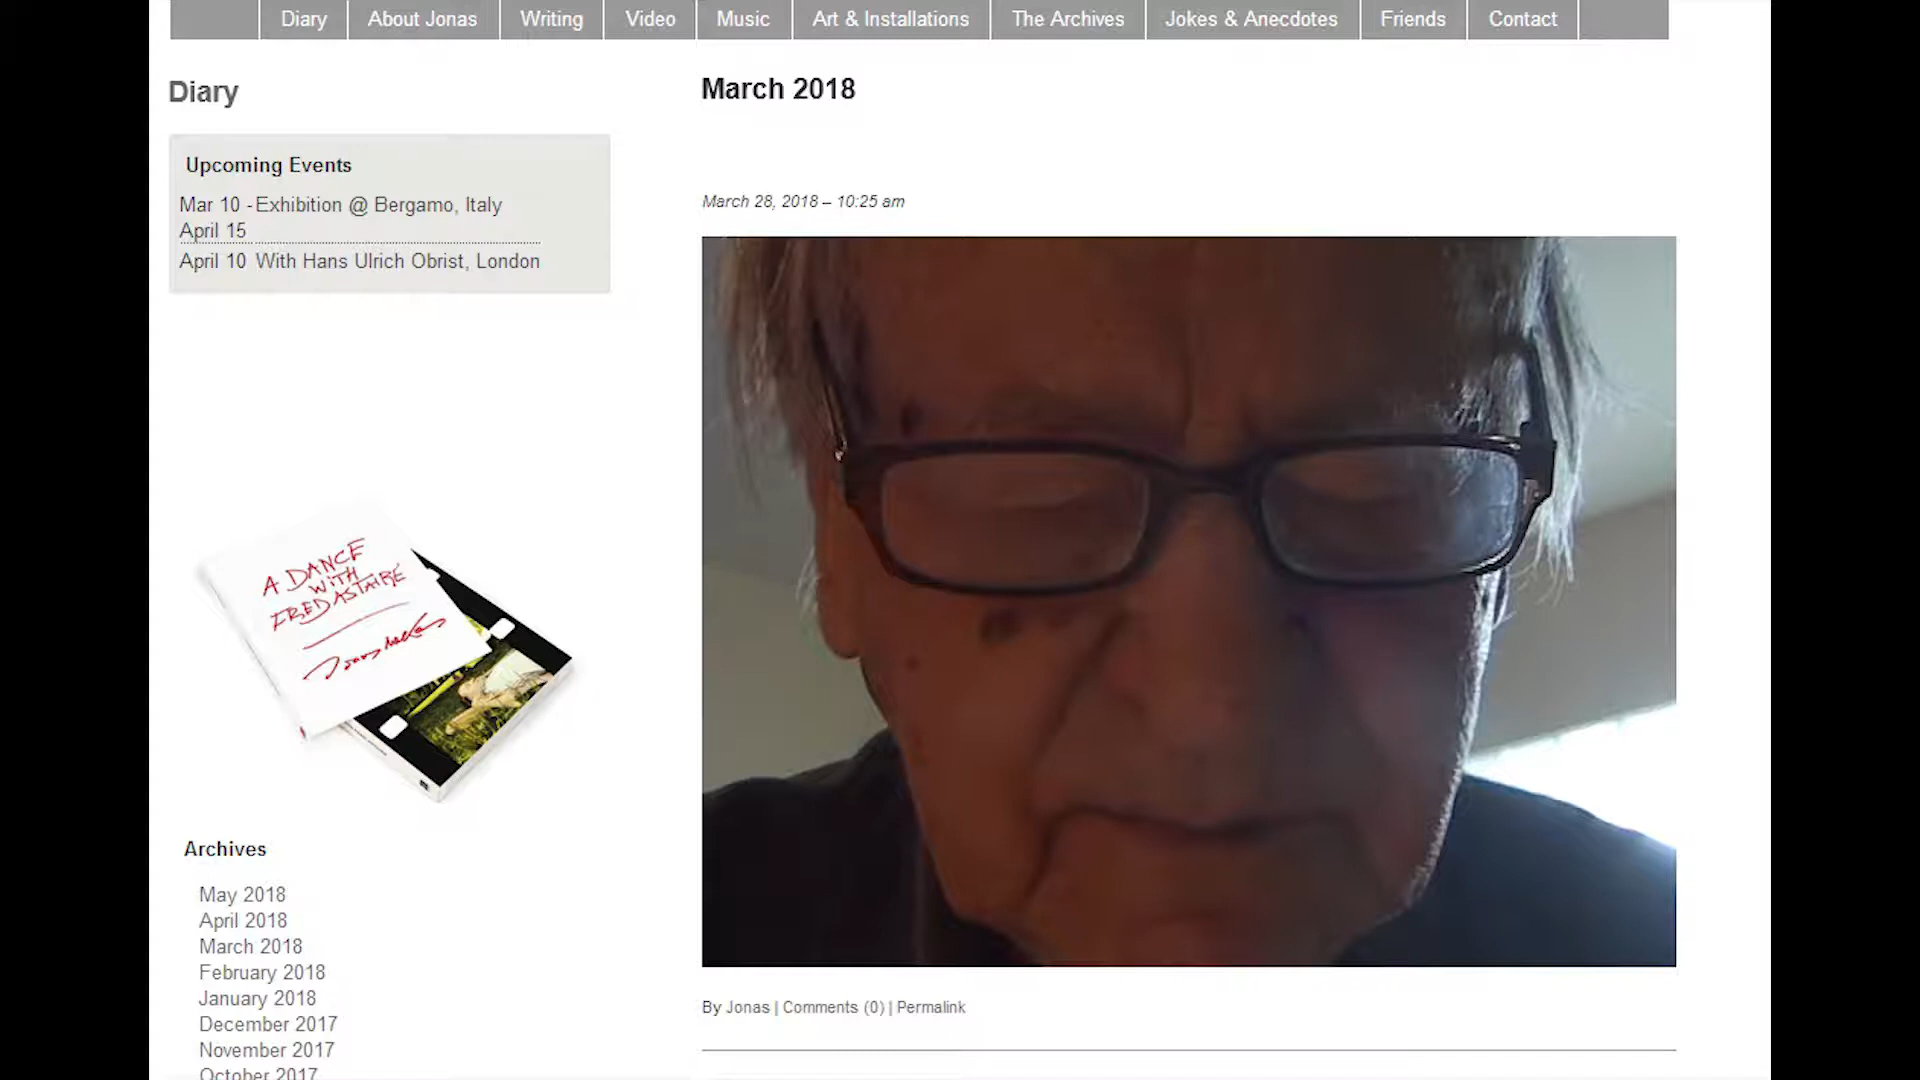 Diary About Jonas Writing Video Music Art & Installations The Archives Jokes & Anecdotes Friends Contact
Diary
Upcoming Events
Mar 10 - Exhibition @ Bergamo, Italy
April 15
April 10 With Hans Ulrich Obrist, London
A DANCE
WITH
FRED ASTAIRE
Jonas Mekas
Archives
May 2018
April 2018
March 2018
February 2018
January 2018
December 2017
November 2017
October 2017
March 2018
March 28, 2018 – 10:25 am
By Jonas | Comments (0) | Permalink